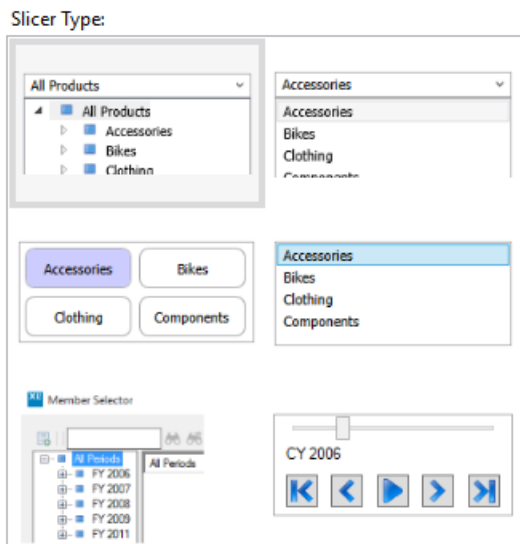 Slicer Type:
All Products
All Products
Accessories
Bikes
Clothing
Accessories
Accessories
Bikes
Clothing
Components
Accessories Bikes
Clothing Components
Accessories
Bikes
Clothing
Components
XL Member Selector
All Periods
FY 2006
FY 2007
FY 2008
FY 2009
FY 2011
All Periods
CY 2006